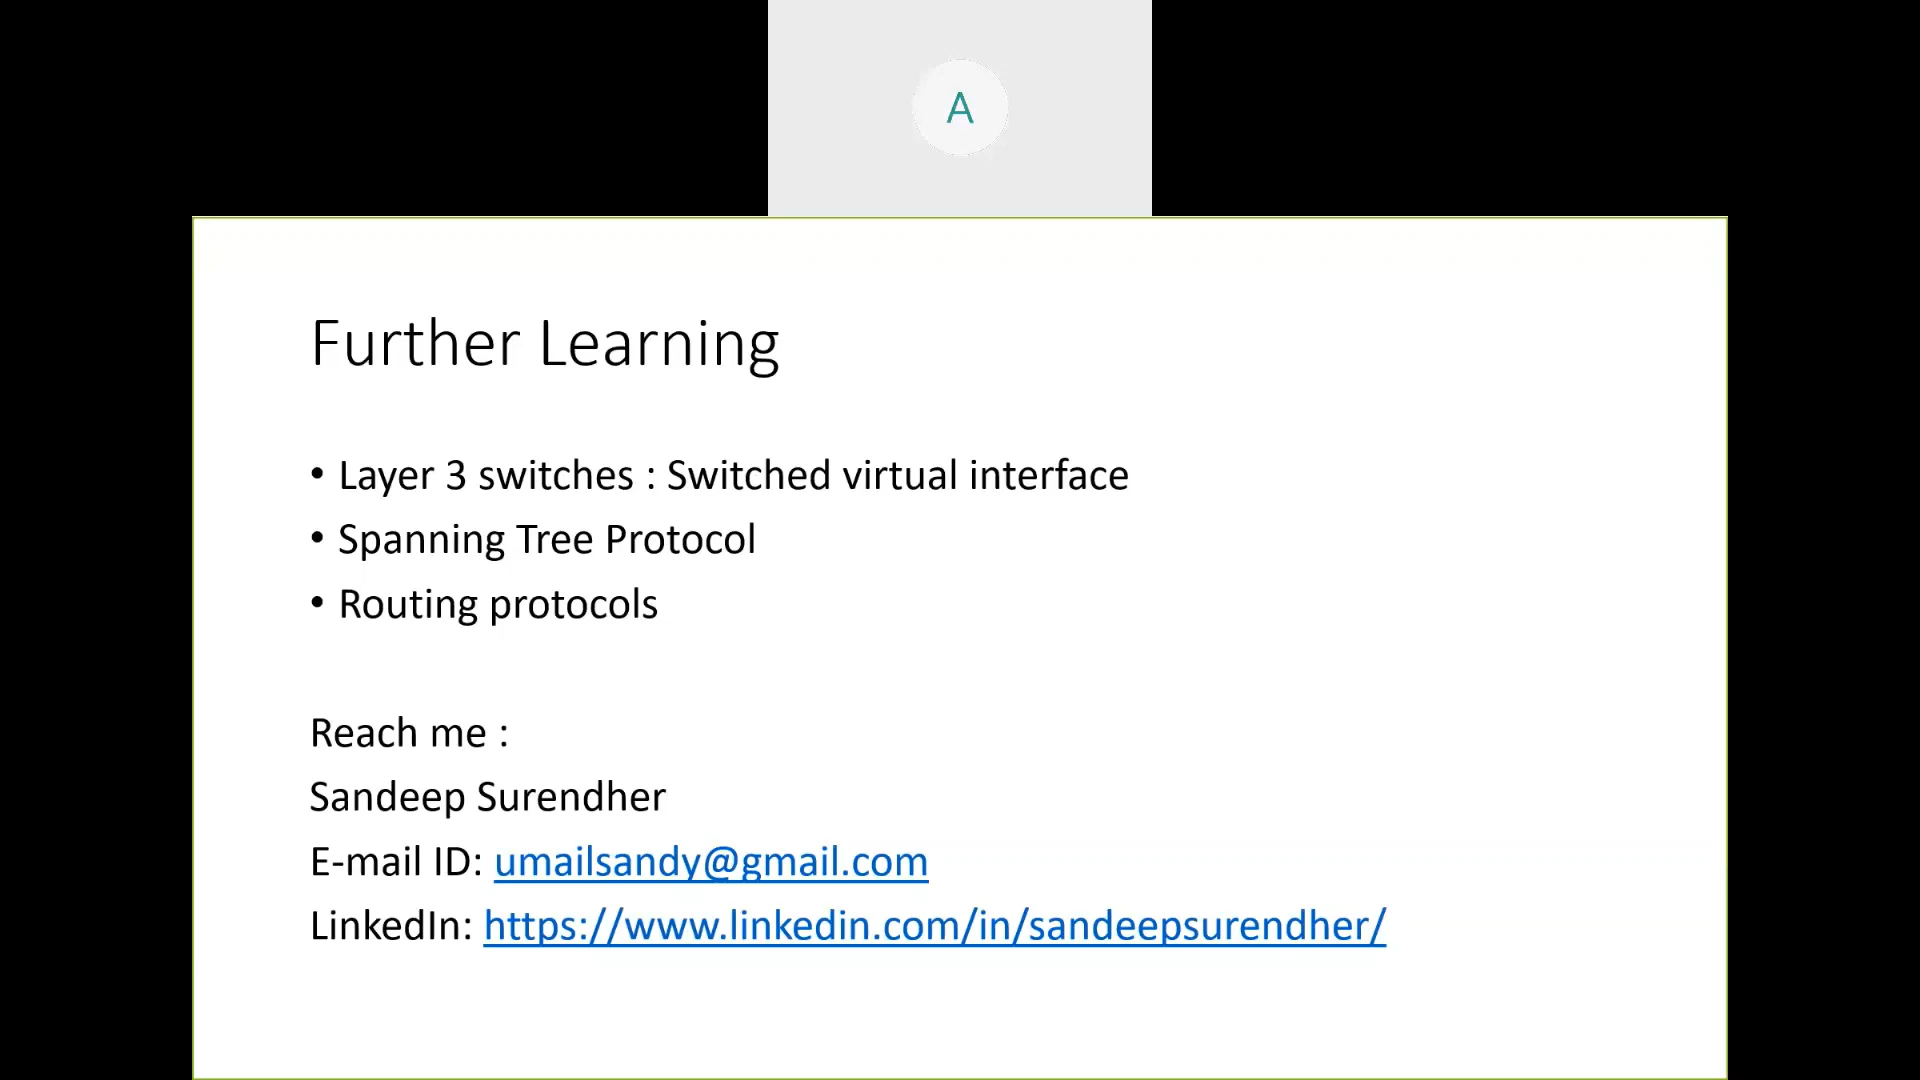 A
Further Learning
• Layer 3 switches : Switched virtual interface
• Spanning Tree Protocol
• Routing protocols
Reach me :
Sandeep Surendher
E-mail ID: umailsandy@gmail.com
LinkedIn: https://www.linkedin.com/in/sandeepsurendher/